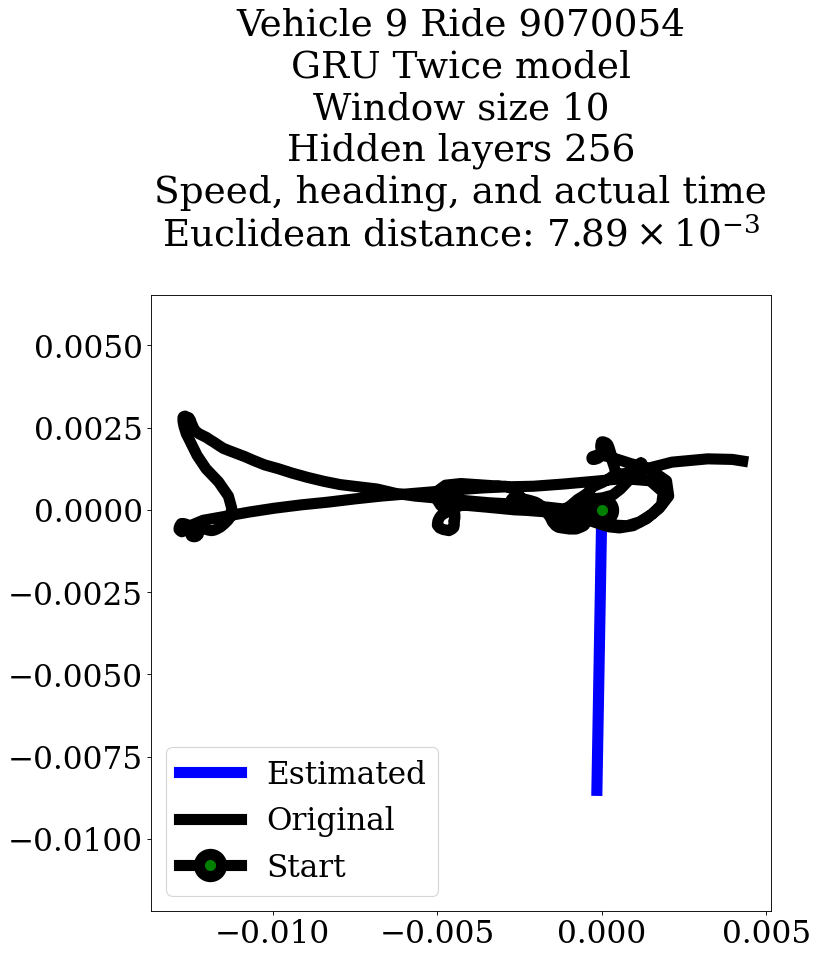 Vehicle 9 Ride 9070054
GRU Twice model
Window size 10
Hidden layers 256
Speed, heading, and actual time
Euclidean distance: 7.89 × 10⁻³
0.0050
0.0025
0.0000
−0.0025
−0.0050
−0.0075
−0.0100
Estimated
Original
Start
−0.010
−0.005
0.000
0.005